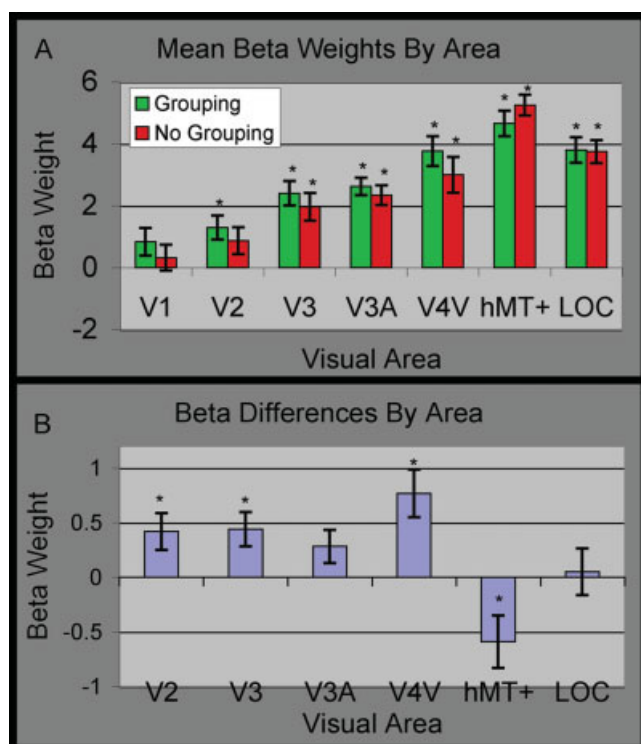 A
Mean Beta Weights By Area
Beta Weight
6
4
2
0
-2
Grouping
No Grouping
* * * * * * * * * * *
V1 V2 V3 V3A V4V hMT+ LOC
Visual Area
B
Beta Differences By Area
Beta Weight
1
0.5
0
-0.5
-1
* * * *
V2 V3 V3A V4V hMT+ LOC
Visual Area